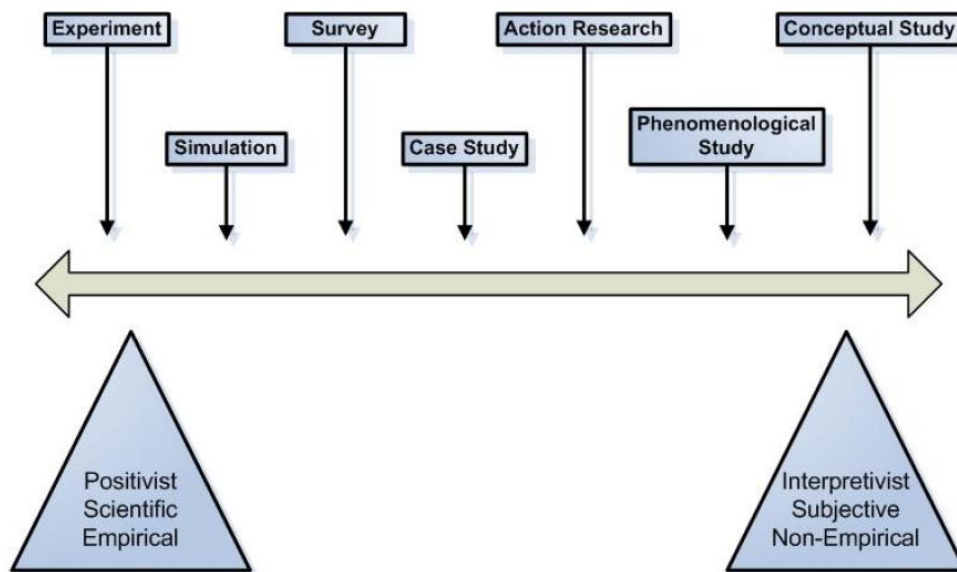 Experiment
Survey
Action Research
Conceptual Study
Simulation
Case Study
Phenomenological
Study
Positivist
Scientific
Empirical
Interpretivist
Subjective
Non-Empirical